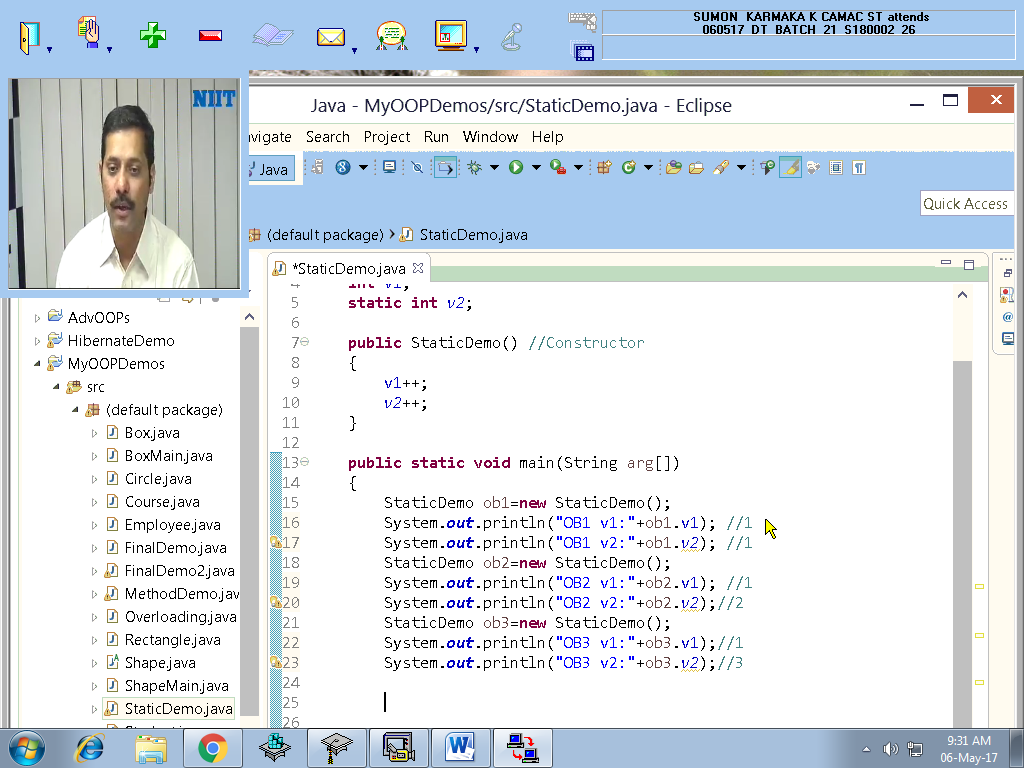 SUMON KARMAKA K CAMAC ST attends
060517 DT BATCH 21 S180002 26
NIIT
Java - MyOOPDemos/src/StaticDemo.java - Eclipse
avigate Search Project Run Window Help
Java
Quick Access
(default package) StaticDemo.java
*StaticDemo.java
AdvOOPs
HibernateDemo
MyOOPDemos
src
(default package)
Box.java
BoxMain.java
Circle.java
Course.java
Employee.java
FinalDemo.java
FinalDemo2.java
MethodDemo.jav
Overloading.java
Rectangle.java
Shape.java
ShapeMain.java
StaticDemo.java
4 int v1;
5 static int v2;
6
7 public StaticDemo() //Constructor
8 {
9 v1++;
10 v2++;
11 }
12
13 public static void main(String arg[])
14 {
15 StaticDemo ob1=new StaticDemo();
16 System.out.println("OB1 v1:"+ob1.v1); //1
17 System.out.println("OB1 v2:"+ob1.v2); //1
18 StaticDemo ob2=new StaticDemo();
19 System.out.println("OB2 v1:"+ob2.v1); //1
20 System.out.println("OB2 v2:"+ob2.v2);//2
21 StaticDemo ob3=new StaticDemo();
22 System.out.println("OB3 v1:"+ob3.v1);//1
23 System.out.println("OB3 v2:"+ob3.v2);//3
24
25
26
9:31 AM
06-May-17